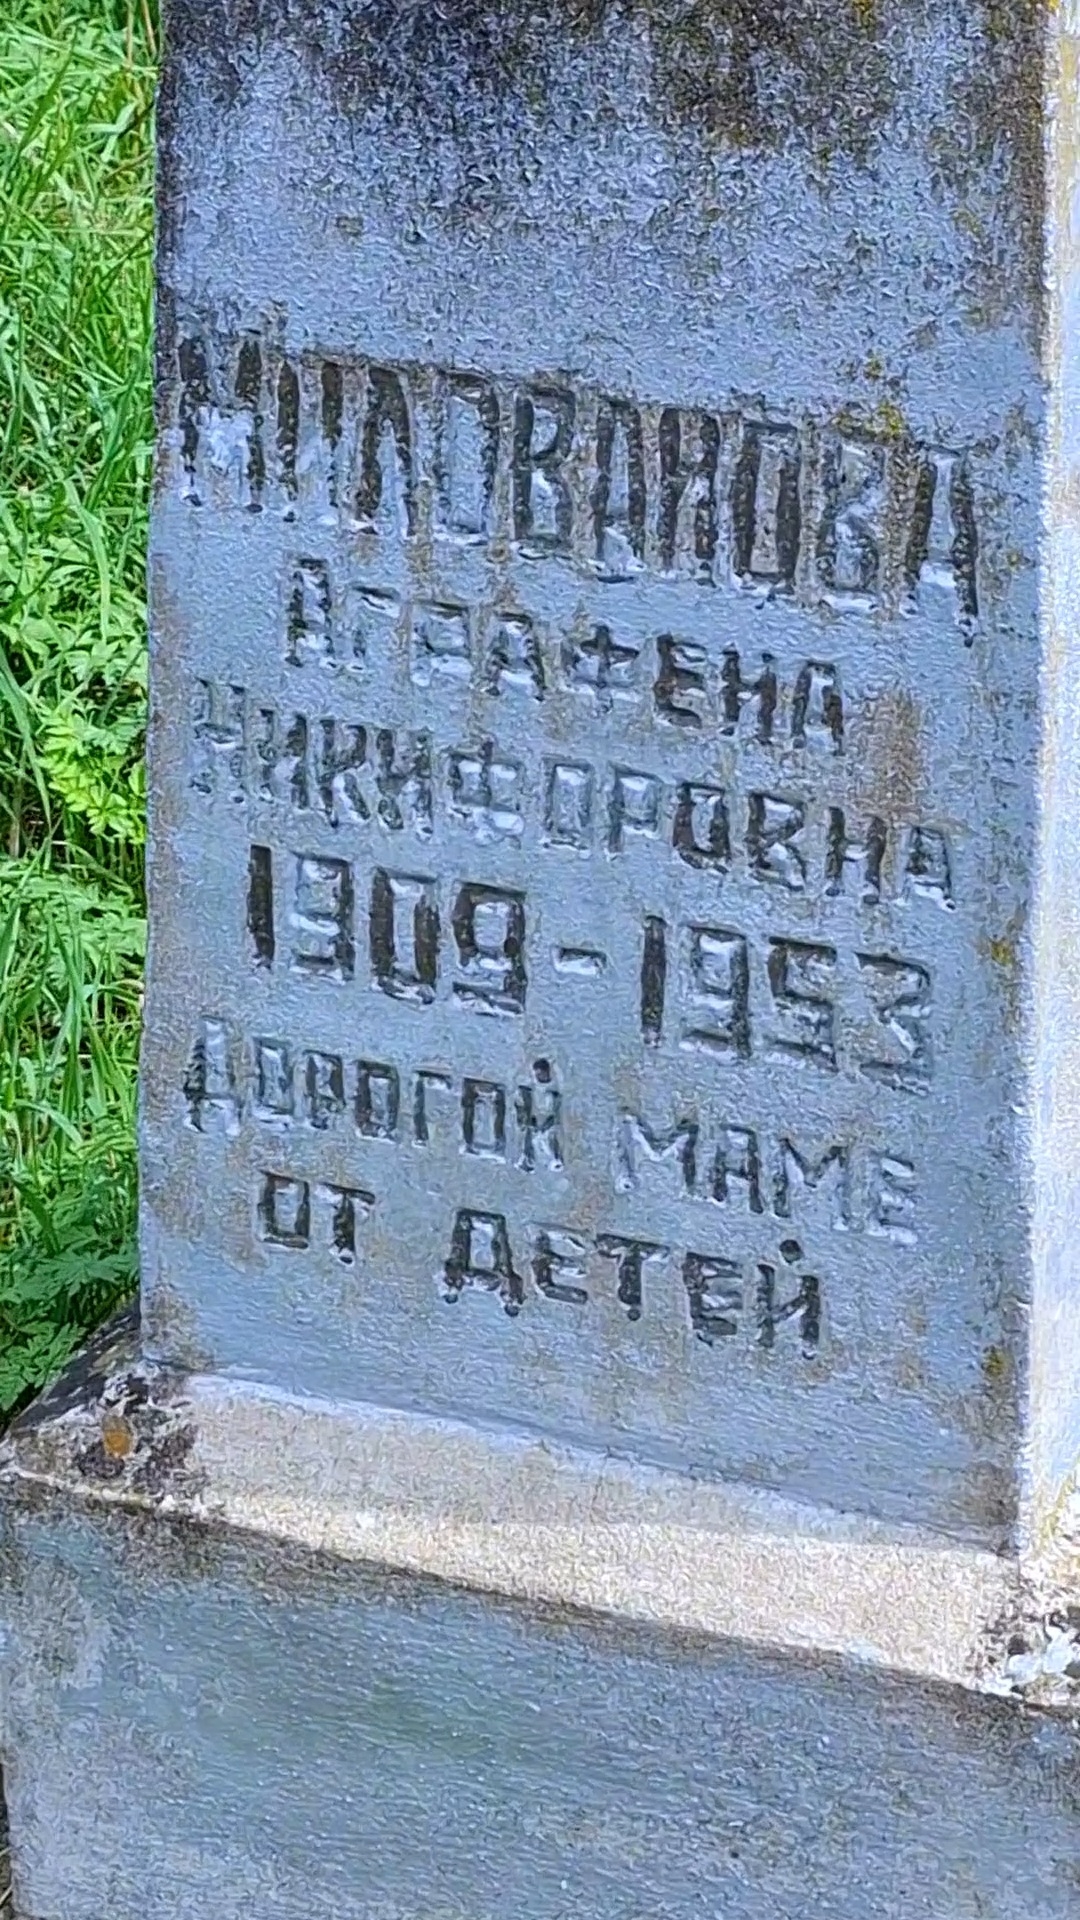 МИЛОВАНОВА
АГРАФЕНА
НИКИФОРОВНА
1909-1953
ДОРОГОЙ МАМЕ
ОТ ДЕТЕЙ